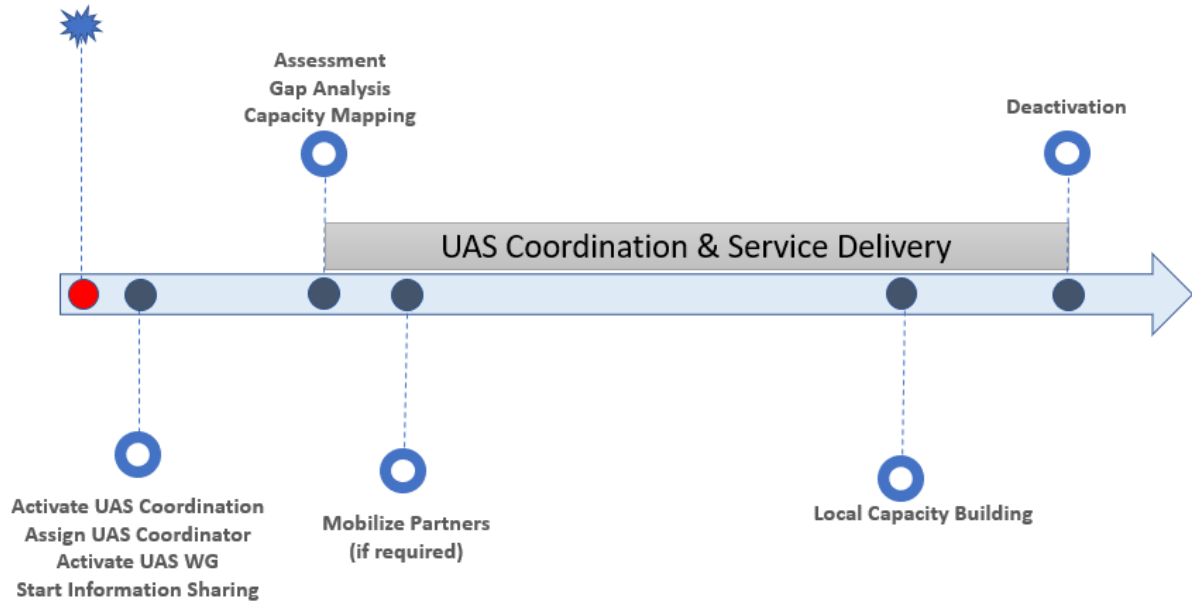 Assessment
Gap Analysis
Capacity Mapping
Deactivation
UAS Coordination & Service Delivery
Activate UAS Coordination
Assign UAS Coordinator
Activate UAS WG
Start Information Sharing
Mobilize Partners
(if required)
Local Capacity Building